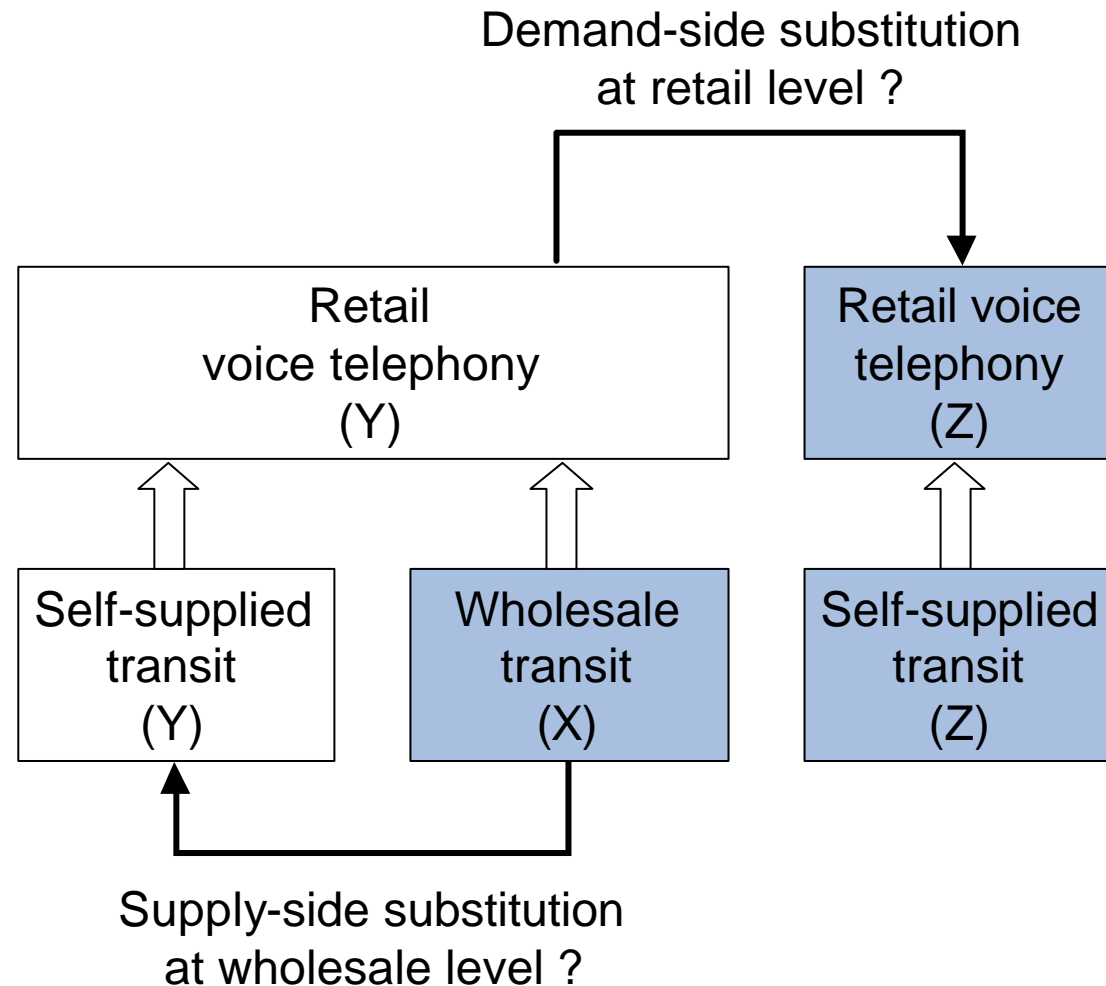 Demand-side substitution
at retail level ?
Retail
voice telephony
(Y)
Retail voice
telephony
(Z)
Self-supplied
transit
(Y)
Wholesale
transit
(X)
Self-supplied
transit
(Z)
Supply-side substitution
at wholesale level ?